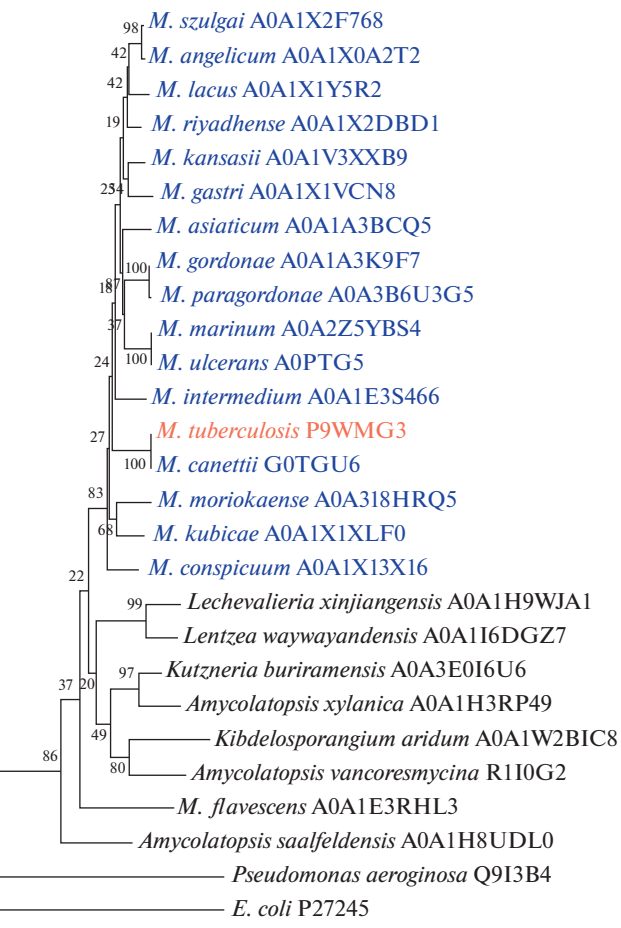 98
M. szulgai A0A1X2F768
42
M. angelicum A0A1X0A2T2
42
M. lacus A0A1X1Y5R2
19
M. riyadhense A0A1X2DBD1
M. kansasii A0A1V3XXB9
54
M. gastri A0A1X1VCN8
M. asiaticum A0A1A3BCQ5
M. gordonae A0A1A3K9F7
100
87
18
M. paragordonae A0A3B6U3G5
37
M. marinum A0A2Z5YBS4
100
M. ulcerans A0PTG5
24
M. intermedium A0A1E3S466
27
M. tuberculosis P9WMG3
100
M. canettii G0TGU6
83
M. moriokaense A0A318HRQ5
68
M. kubicae A0A1X1XLF0
M. conspicuum A0A1X13X16
22
99
Lechevalieria xinjiangensis A0A1H9WJA1
Lentzea waywayandensis A0A1I6DGZ7
97
Kutzneria buriramensis A0A3E0I6U6
37
20
Amycolatopsis xylanica A0A1H3RP49
49
Kibdelosporangium aridum A0A1W2BIC8
86
80
Amycolatopsis vancoresmycina R1I0G2
M. flavescens A0A1E3RHL3
Amycolatopsis saalfeldensis A0A1H8UDL0
Pseudomonas aeroginosa Q9I3B4
E. coli P27245